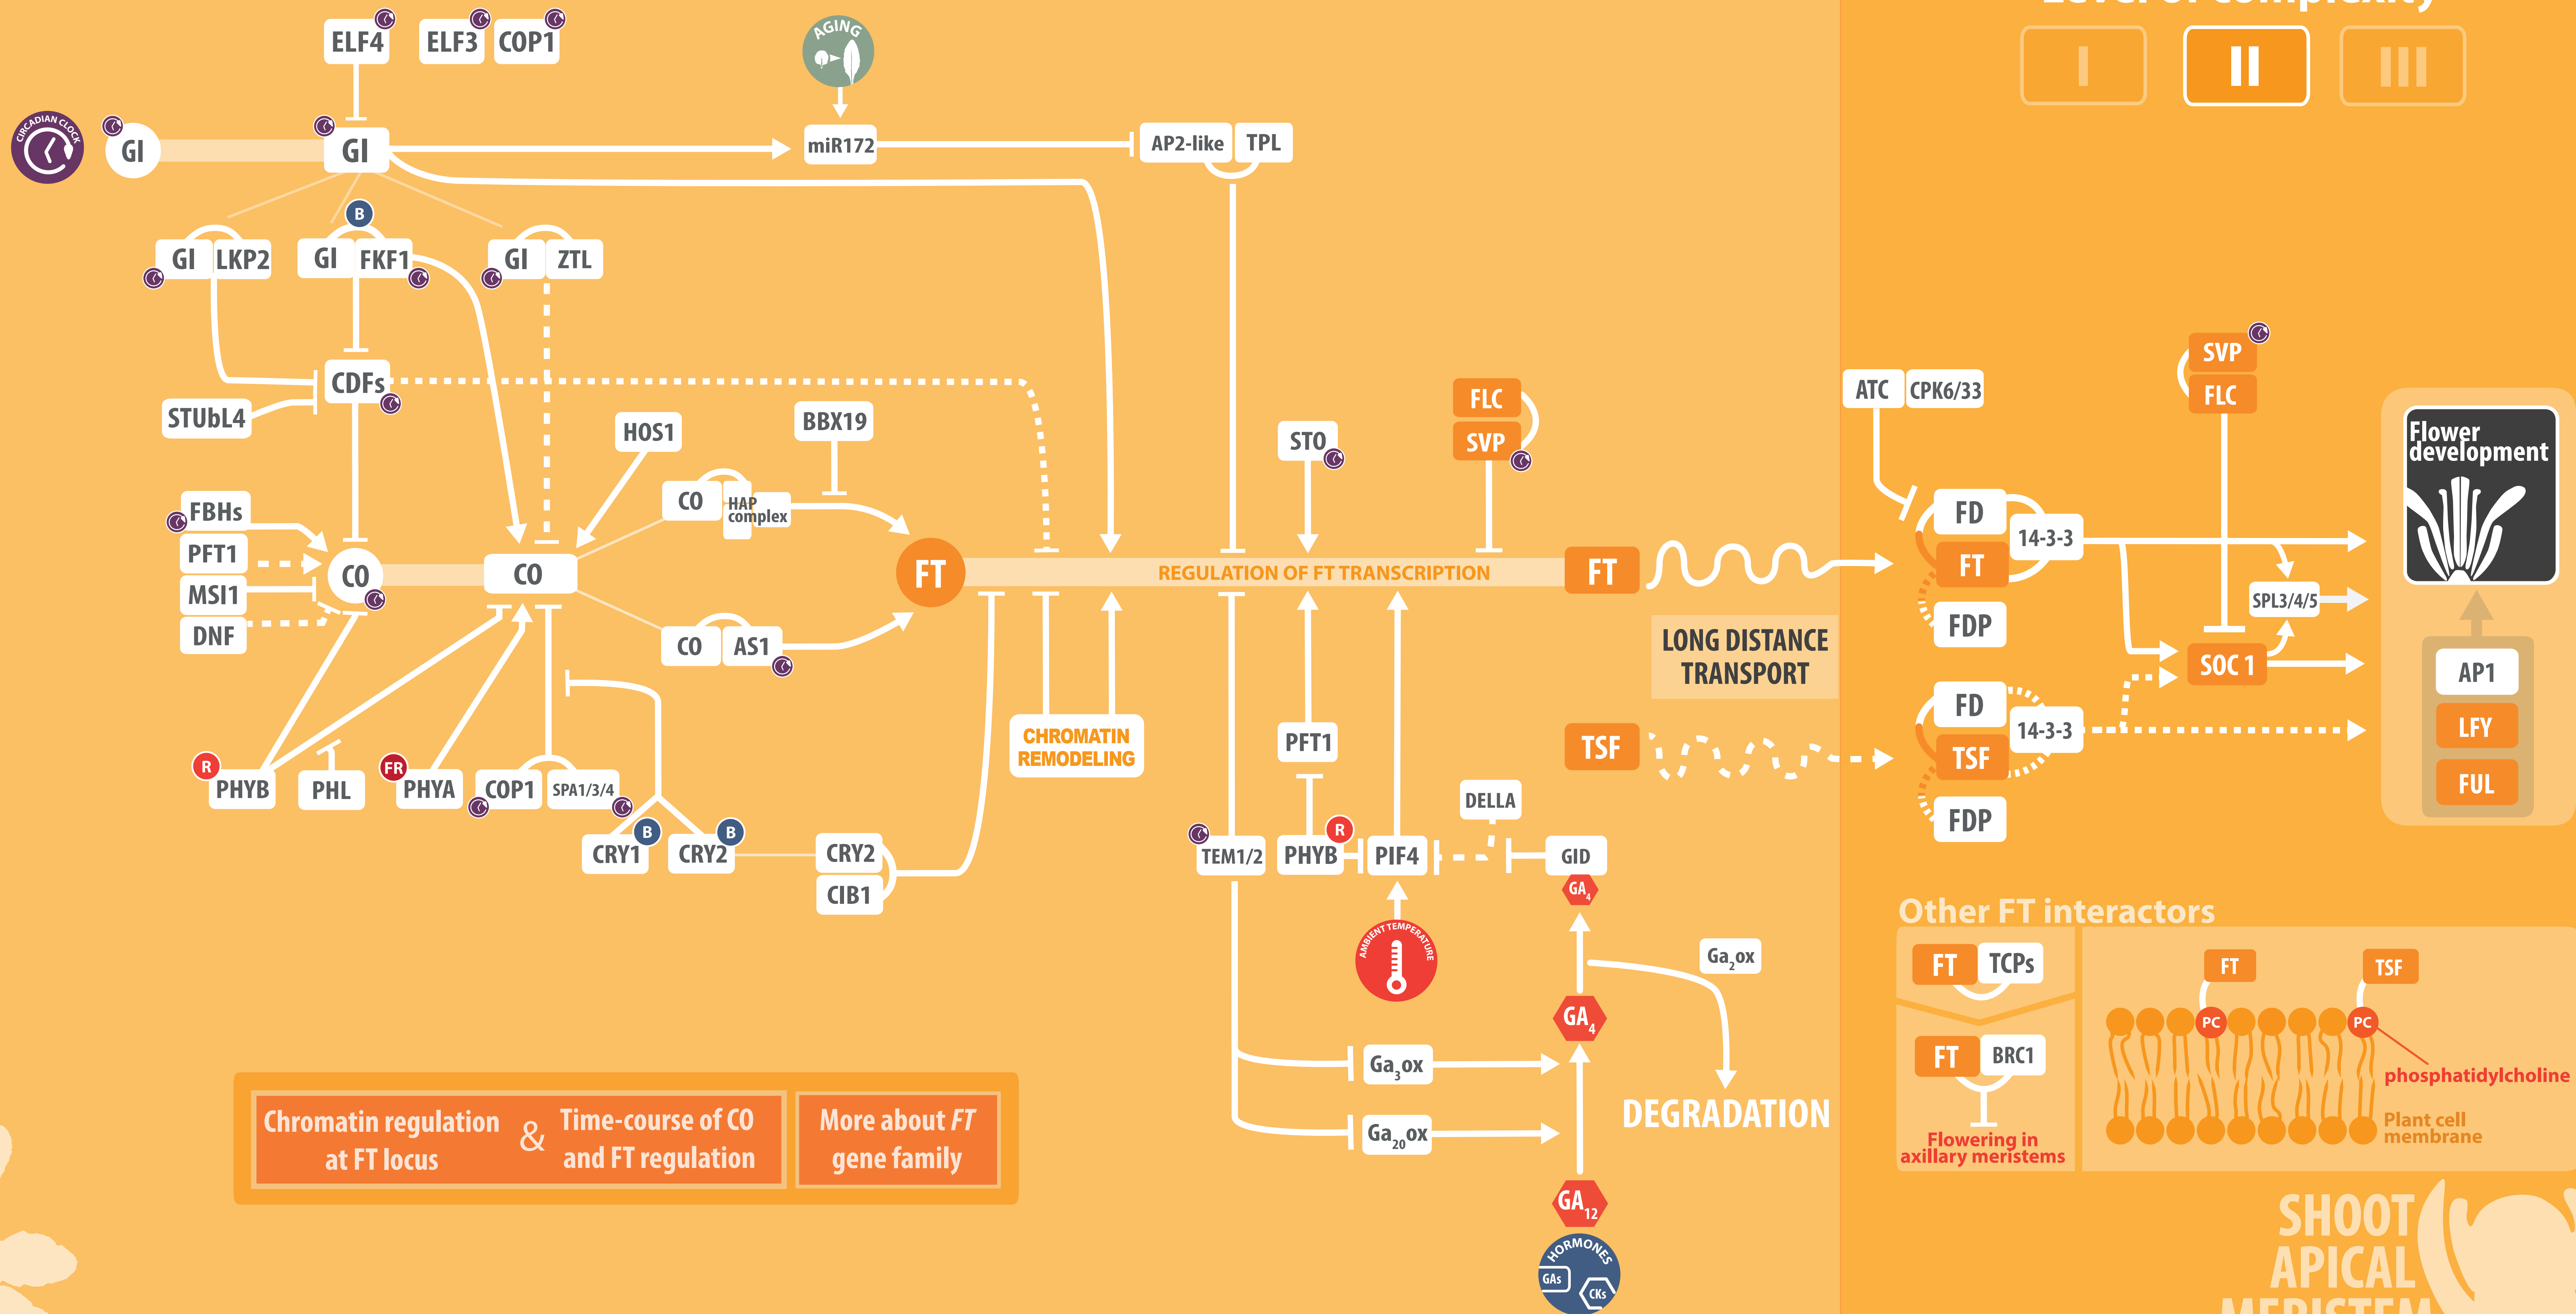 Level of complexity
I
II
III
ELF4
ELF3
COP1
AGING
CIRCADIAN CLOCK
GI
GI
miR172
AP2-like
TPL
B
GI
LKP2
GI
FKF1
GI
ZTL
CDFs
STUbL4
HOS1
BBX19
STO
FLC
SVP
ATC
CPK6/33
SVP
FLC
Flower
development
FBHs
PFT1
MSI1
DNF
CO
CO
CO
HAP
complex
CO
AS1
FT
REGULATION OF FT TRANSCRIPTION
FT
LONG DISTANCE
TRANSPORT
TSF
FD
FT
14-3-3
FDP
SPL3/4/5
SOC 1
FD
TSF
14-3-3
FDP
AP1
LFY
FUL
R
PHYB
PHL
FR
PHYA
COP1
SPA1/3/4
B
CRY1
B
CRY2
CRY2
CIB1
CHROMATIN
REMODELING
PFT1
TEM1/2
R
PHYB
PIF4
DELLA
GID
GA4
AMBIENT TEMPERATURE
Ga2ox
GA4
Ga3ox
Ga20ox
DEGRADATION
GA12
HORMONES
GAs
CKs
Other FT interactors
FT
TCPs
FT
BRC1
Flowering in
axillary meristems
FT
TSF
PC
PC
phosphatidylcholine
Plant cell
membrane
Chromatin regulation
at FT locus
&
Time-course of CO
and FT regulation
More about FT
gene family
SHOOT
APICAL
MERISTEM